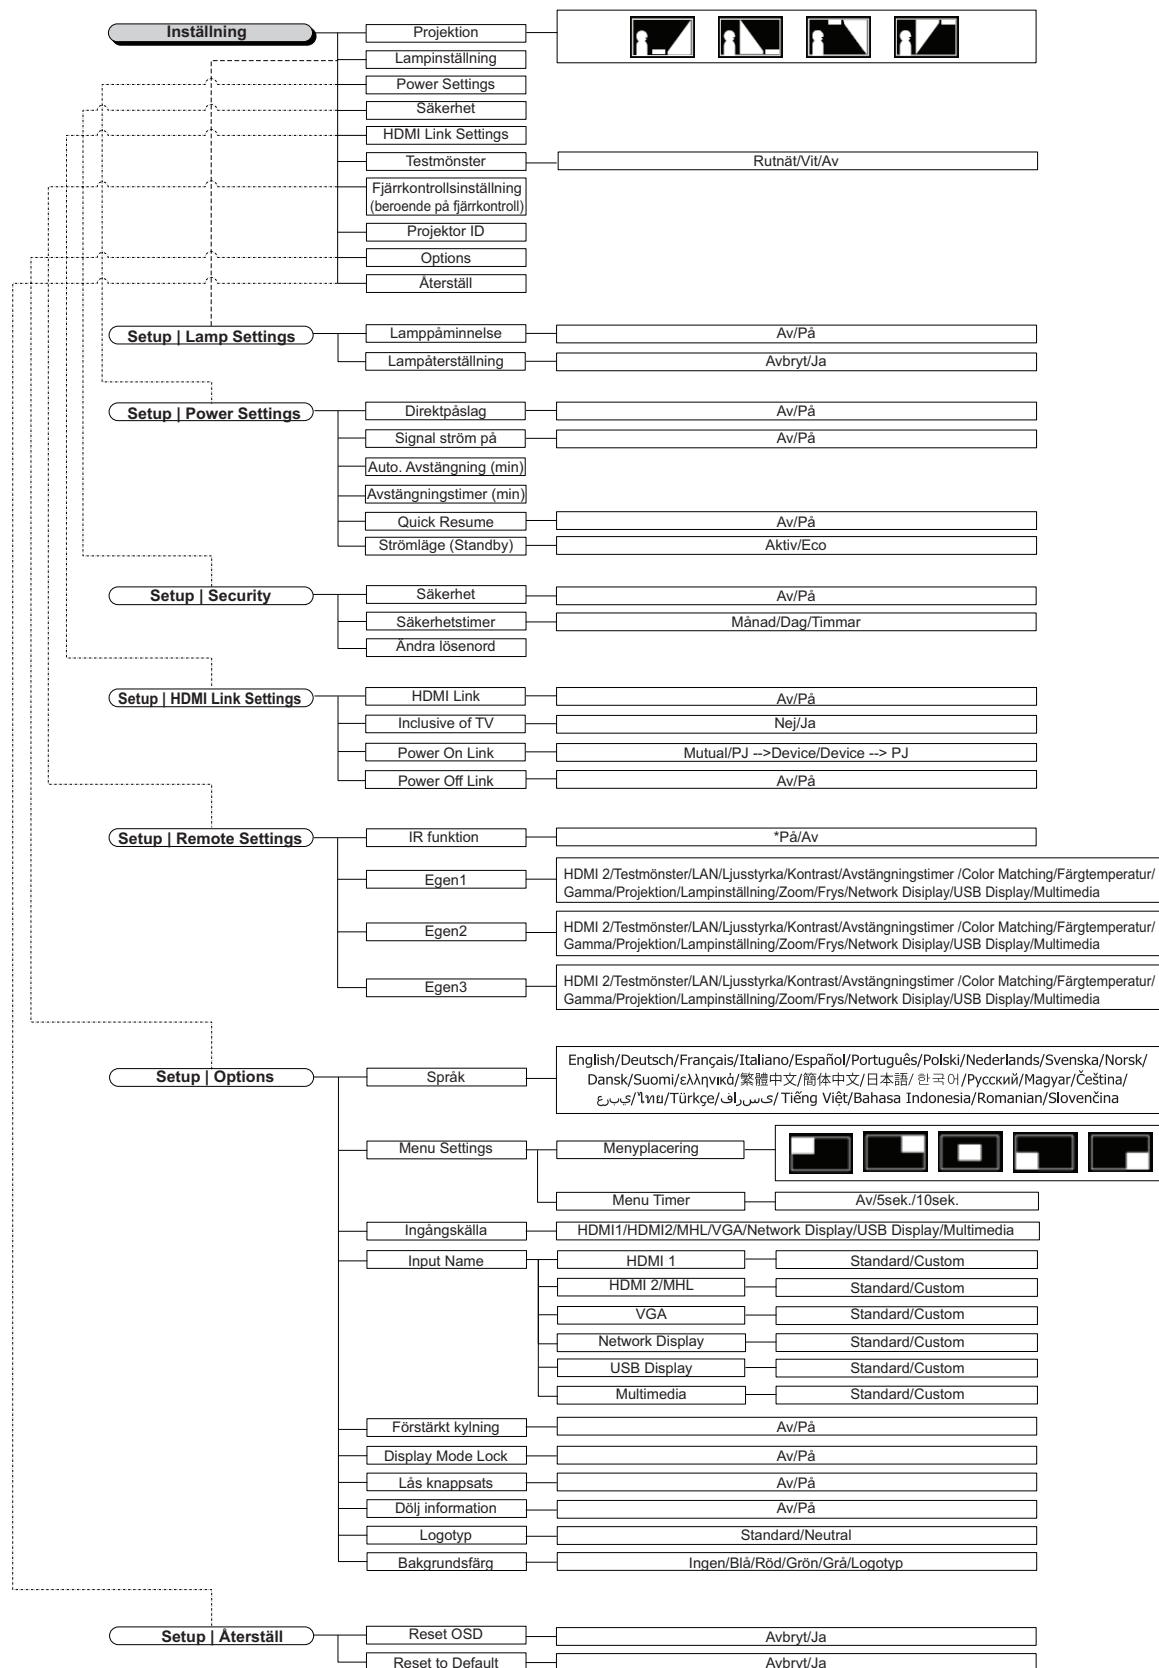 Inställning
Projektion
Lampinställning
Power Settings
Säkerhet
HDMI Link Settings
Testmönster
Rutnät/Vit/Av
Fjärrkontrollsinställning
(beroende på fjärrkontroll)
Projektor ID
Options
Återställ
Setup | Lamp Settings
Lamppåminnelse
Av/På
Lampåterställning
Avbryt/Ja
Setup | Power Settings
Direktpåslag
Av/På
Signal ström på
Av/På
Auto. Avstängning (min)
Avstängningstimer (min)
Quick Resume
Av/På
Strömläge (Standby)
Aktiv/Eco
Setup | Security
Säkerhet
Av/På
Säkerhetstimer
Månad/Dag/Timmar
Ändra lösenord
Setup | HDMI Link Settings
HDMI Link
Av/På
Inclusive of TV
Nej/Ja
Power On Link
Mutual/PJ -->Device/Device --> PJ
Power Off Link
Av/På
Setup | Remote Settings
IR funktion
*På/Av
Egen1
HDMI 2/Testmönster/LAN/Ljusstyrka/Kontrast/Avstängningstimer /Color Matching/Färgtemperatur/
Gamma/Projektion/Lampinställning/Zoom/Frys/Network Disiplay/USB Display/Multimedia
Egen2
HDMI 2/Testmönster/LAN/Ljusstyrka/Kontrast/Avstängningstimer /Color Matching/Färgtemperatur/
Gamma/Projektion/Lampinställning/Zoom/Frys/Network Disiplay/USB Display/Multimedia
Egen3
HDMI 2/Testmönster/LAN/Ljusstyrka/Kontrast/Avstängningstimer /Color Matching/Färgtemperatur/
Gamma/Projektion/Lampinställning/Zoom/Frys/Network Disiplay/USB Display/Multimedia
Setup | Options
Språk
English/Deutsch/Français/Italiano/Español/Português/Polski/Nederlands/Svenska/Norsk/
Dansk/Suomi/ελληνικά/繁體中文/簡体中文/日本語/한국어/Русский/Magyar/Čeština/
يبرع/ไทย/Türkçe/ىسراف/Tiếng Việt/Bahasa Indonesia/Romanian/Slovenčina
Menu Settings
Menyplacering
Menu Timer
Av/5sek./10sek.
Ingångskälla
HDMI1/HDMI2/MHL/VGA/Network Display/USB Display/Multimedia
Input Name
HDMI 1
Standard/Custom
HDMI 2/MHL
Standard/Custom
VGA
Standard/Custom
Network Display
Standard/Custom
USB Display
Standard/Custom
Multimedia
Standard/Custom
Förstärkt kylning
Av/På
Display Mode Lock
Av/På
Lås knappsats
Av/På
Dölj information
Av/På
Logotyp
Standard/Neutral
Bakgrundsfärg
Ingen/Blå/Röd/Grön/Grå/Logotyp
Setup | Återställ
Reset OSD
Avbryt/Ja
Reset to Default
Avbryt/Ja